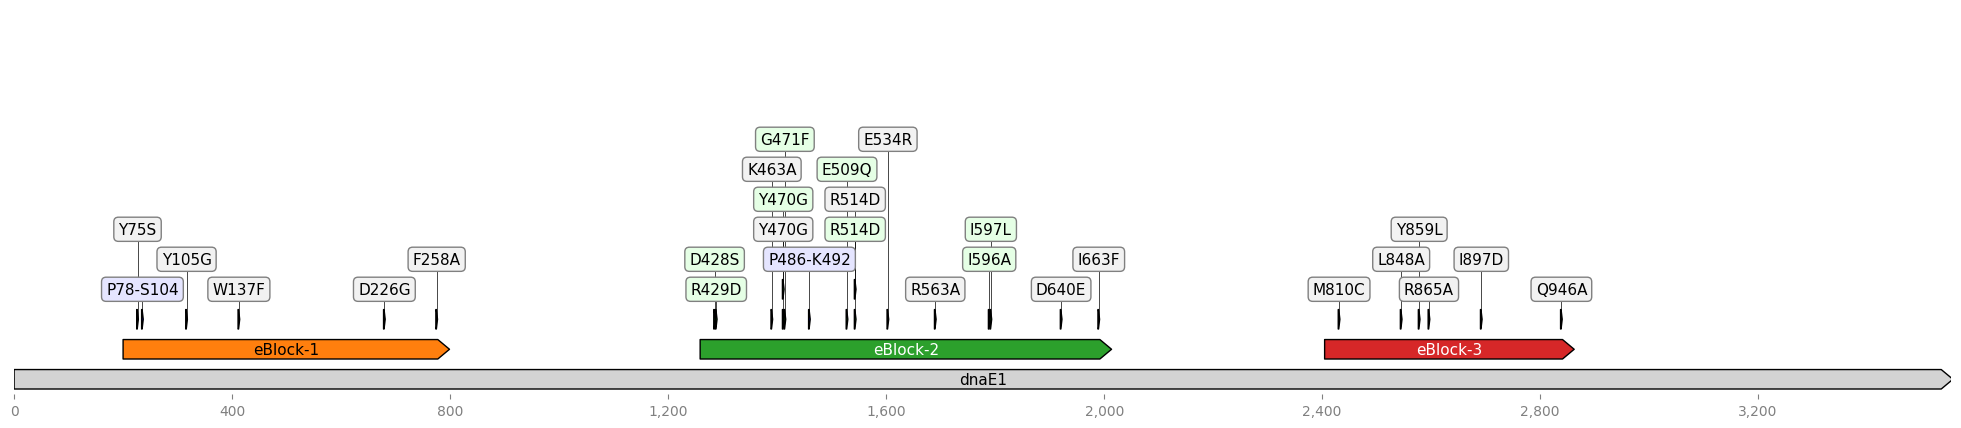 G471F E534R
K463A E509Q
Y470G R514D
Y75S Y470G R514D I597L Y859L
Y105G F258A D428S P486-K492 I596A I663F L848A I897D
P78-S104 W137F D226G R429D R563A D640E M810C R865A Q946A
eBlock-1 eBlock-2 eBlock-3
dnaE1
0 400 800 1,200 1,600 2,000 2,400 2,800 3,200